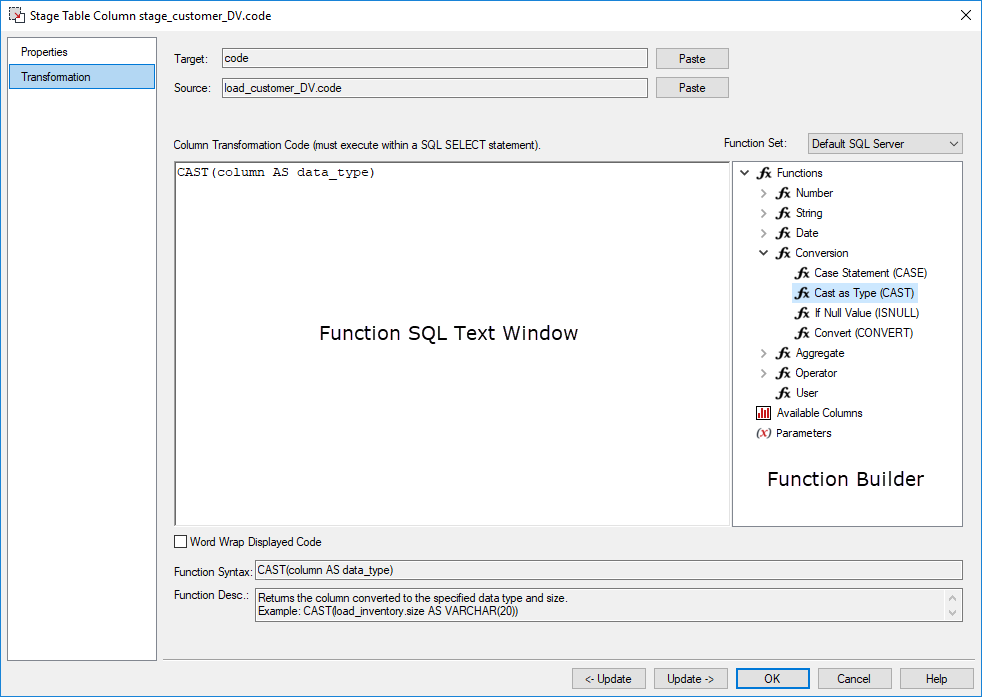 Stage Table Column stage_customer_DV.code
Properties
Transformation
Target: code Paste
Source: load_customer_DV.code Paste
Column Transformation Code (must execute within a SQL SELECT statement). Function Set: Default SQL Server
CAST(column AS data_type)
Function SQL Text Window
Functions
Number
String
Date
Conversion
Case Statement (CASE)
Cast as Type (CAST)
If Null Value (ISNULL)
Convert (CONVERT)
Aggregate
Operator
User
Available Columns
(x) Parameters
Function Builder
Word Wrap Displayed Code
Function Syntax: CAST(column AS data_type)
Function Desc.: Returns the column converted to the specified data type and size.
Example: CAST(load_inventory.size AS VARCHAR(20))
<- Update Update -> OK Cancel Help